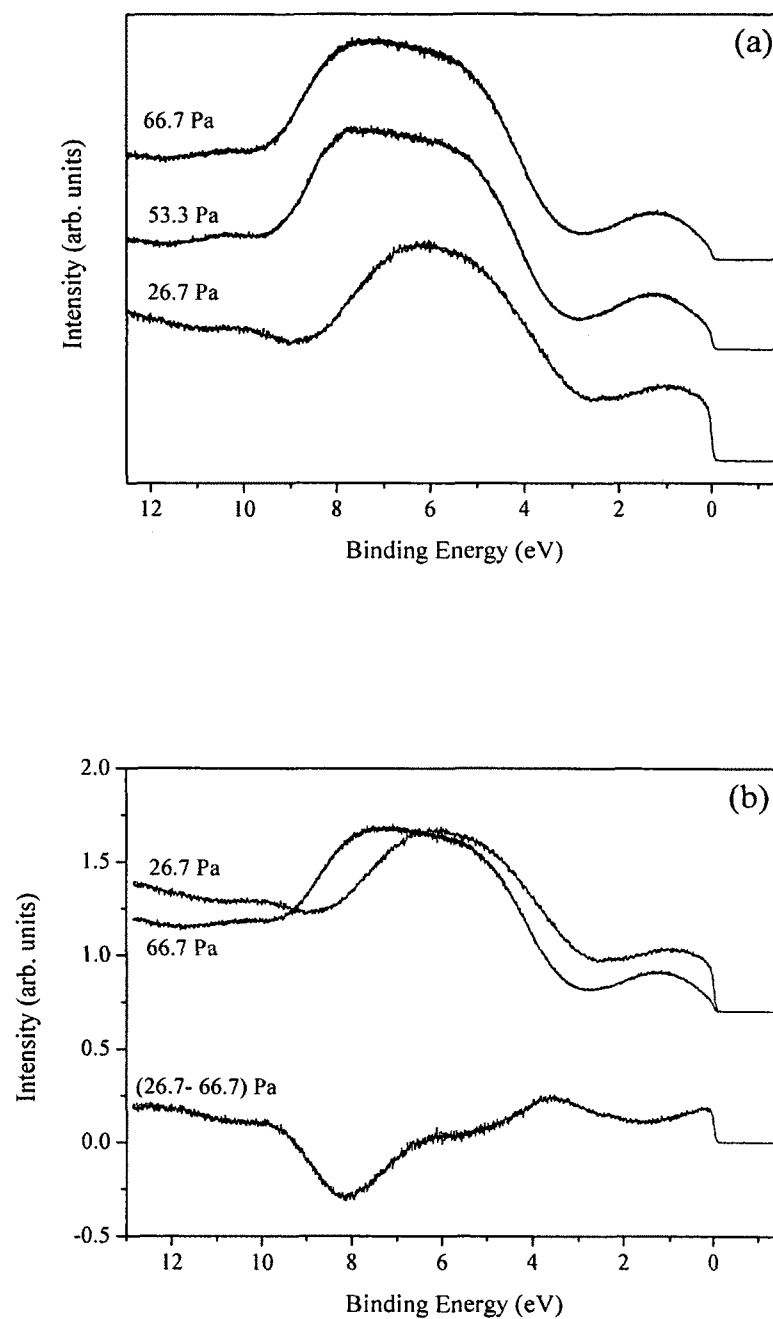 (a)
66.7 Pa
53.3 Pa
26.7 Pa
Intensity (arb. units)
12 10 8 6 4 2 0
Binding Energy (eV)
(b)
2.0
1.5
1.0
0.5
0.0
-0.5
26.7 Pa
66.7 Pa
(26.7- 66.7) Pa
Intensity (arb. units)
12 10 8 6 4 2 0
Binding Energy (eV)